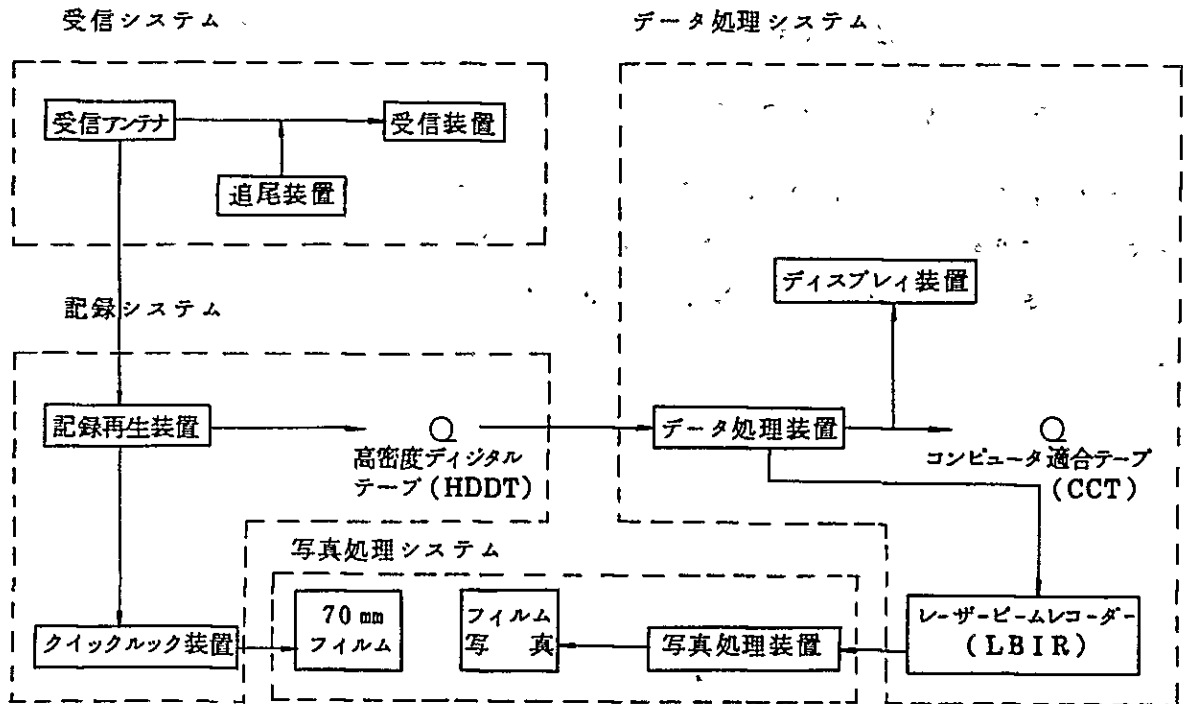 受信システム
データ処理システム
受信アンテナ
受信装置
追尾装置
ディスプレイ装置
記録システム
記録再生装置
高密度ディジタル
テープ(HDDT)
データ処理装置
コンピュータ適合テープ
(CCT)
写真処理システム
クイックルック装置
70mm
フィルム
フィルム
写 真
写真処理装置
レーザービームレコーダー
(LBIR)